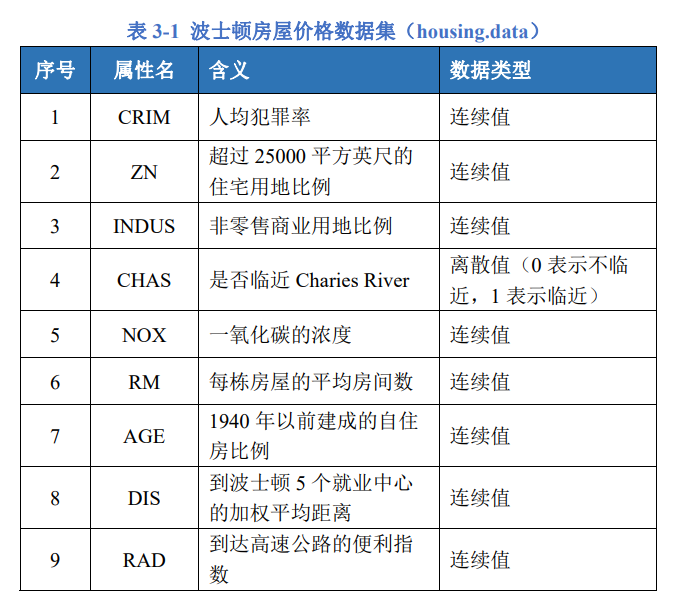 表 3-1 波士顿房屋价格数据集（housing.data）
序号 属性名 含义 数据类型
1 CRIM 人均犯罪率 连续值
2 ZN 超过 25000 平方英尺的
住宅用地比例 连续值
3 INDUS 非零售商业用地比例 连续值
4 CHAS 是否临近 Charies River 离散值（0 表示不临
近，1 表示临近）
5 NOX 一氧化碳的浓度 连续值
6 RM 每栋房屋的平均房间数 连续值
7 AGE 1940 年以前建成的自住
房比例 连续值
8 DIS 到波士顿 5 个就业中心
的加权平均距离 连续值
9 RAD 到达高速公路的便利指
数 连续值